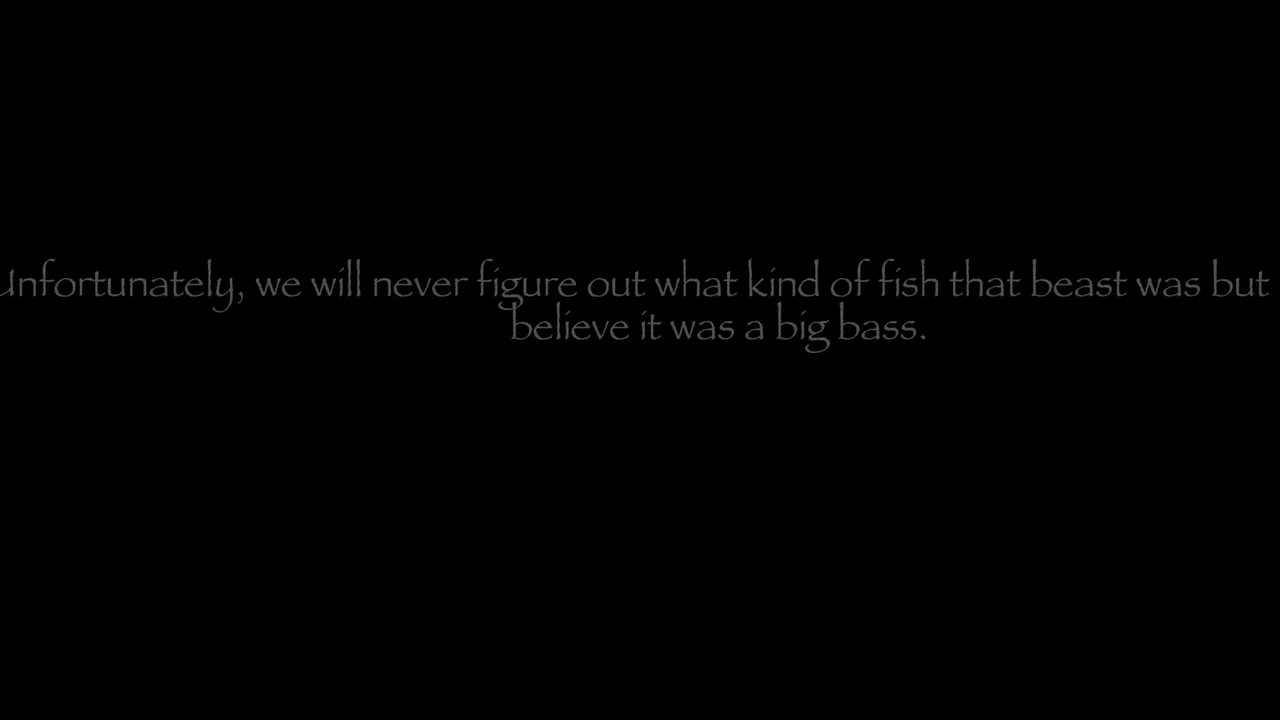 Unfortunately, we will never figure out what kind of fish that beast was but
believe it was a big bass.